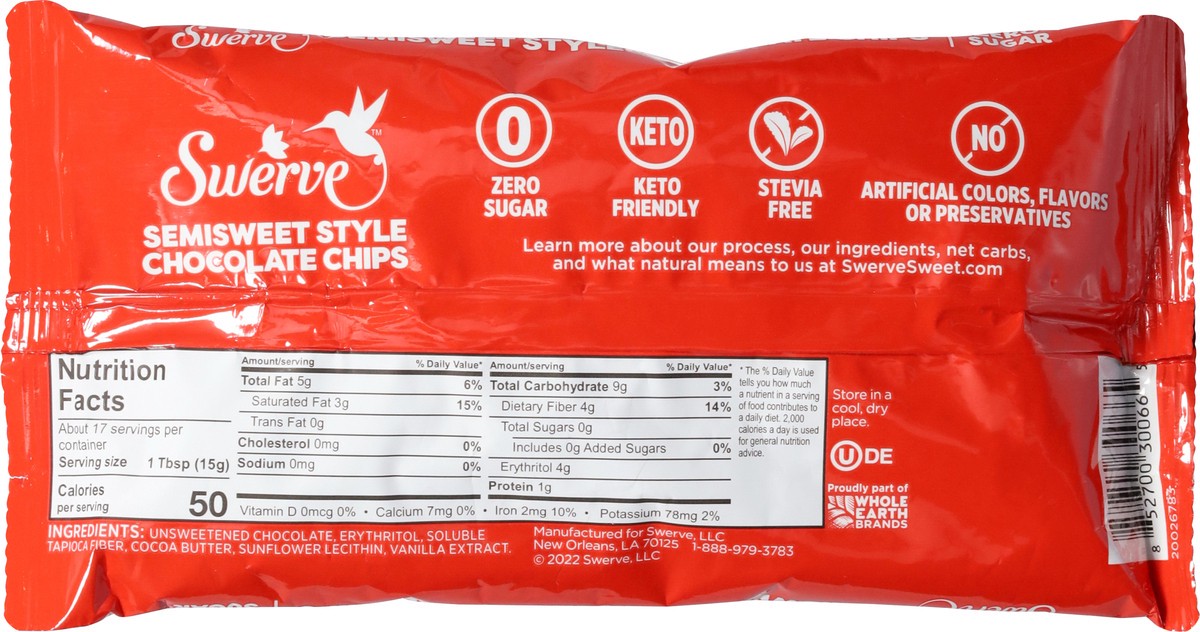 Swerve SEMISWEET STYLE
SUGAR
Swerve™
SEMISWEET STYLE
CHOCOLATE CHIPS
0
ZERO
SUGAR
KETO
KETO
FRIENDLY
STEVIA
FREE
NO
ARTIFICIAL COLORS, FLAVORS
OR PRESERVATIVES
Learn more about our process, our ingredients, net carbs,
and what natural means to us at SwerveSweet.com
Nutrition
Facts
About 17 servings per
container
Serving size 1 Tbsp (15g)
Calories
per serving 50
Amount/serving % Daily Value*
Total Fat 5g 6%
Saturated Fat 3g 15%
Trans Fat 0g
Cholesterol 0mg 0%
Sodium 0mg 0%
Amount/serving % Daily Value*
Total Carbohydrate 9g 3%
Dietary Fiber 4g 14%
Total Sugars 0g
Includes 0g Added Sugars 0%
Erythritol 4g
Protein 1g
Vitamin D 0mcg 0% • Calcium 7mg 0% • Iron 2mg 10% • Potassium 78mg 2%
* The % Daily Value
tells you how much
a nutrient in a serving
of food contributes to
a daily diet. 2,000
calories a day is used
for general nutrition
advice.
Store in a
cool, dry
place.
U DE
Proudly part of
WHOLE
EARTH
BRANDS
INGREDIENTS: UNSWEETENED CHOCOLATE, ERYTHRITOL, SOLUBLE
TAPIOCA FIBER, COCOA BUTTER, SUNFLOWER LECITHIN, VANILLA EXTRACT.
Manufactured for Swerve, LLC
New Orleans, LA 70125 1-888-979-3783
© 2022 Swerve, LLC
8 52700 30066 5
20026783